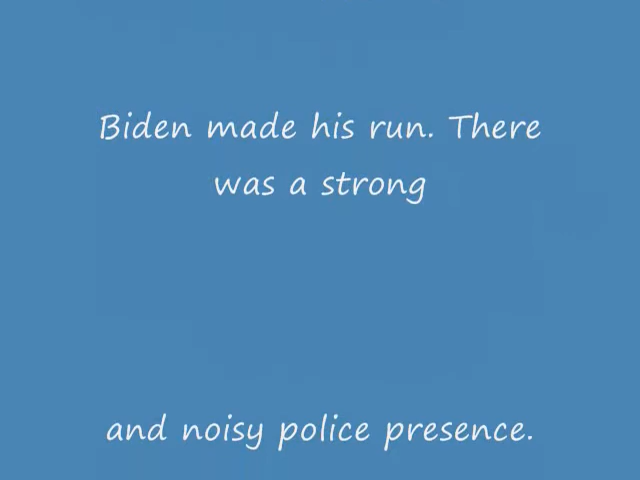 Biden made his run. There
was a strong
and noisy police presence.